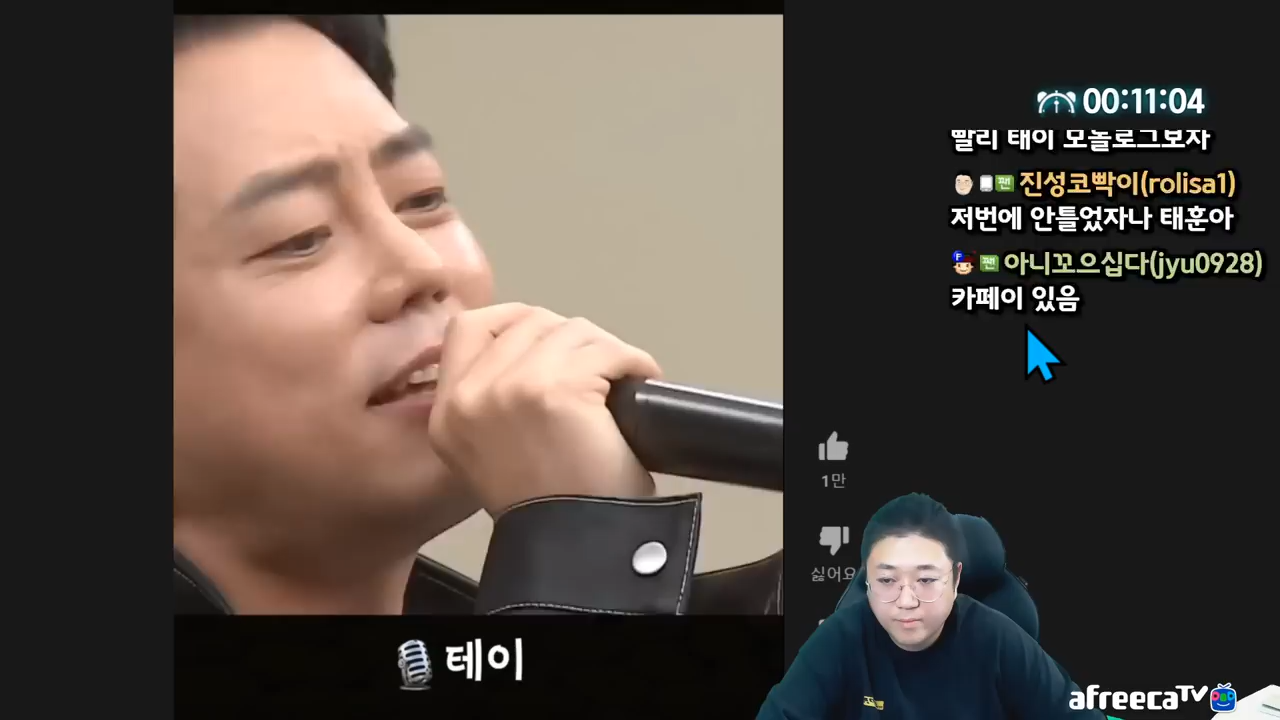 00:11:04
빨리 태이 모놀로그보자
진성코빡이(rolisa1)
저번에 안틀었자나 태훈아
아니꼬으십다(jyu0928)
카페이 있음
1만
싫어요
테이
afreecaTV